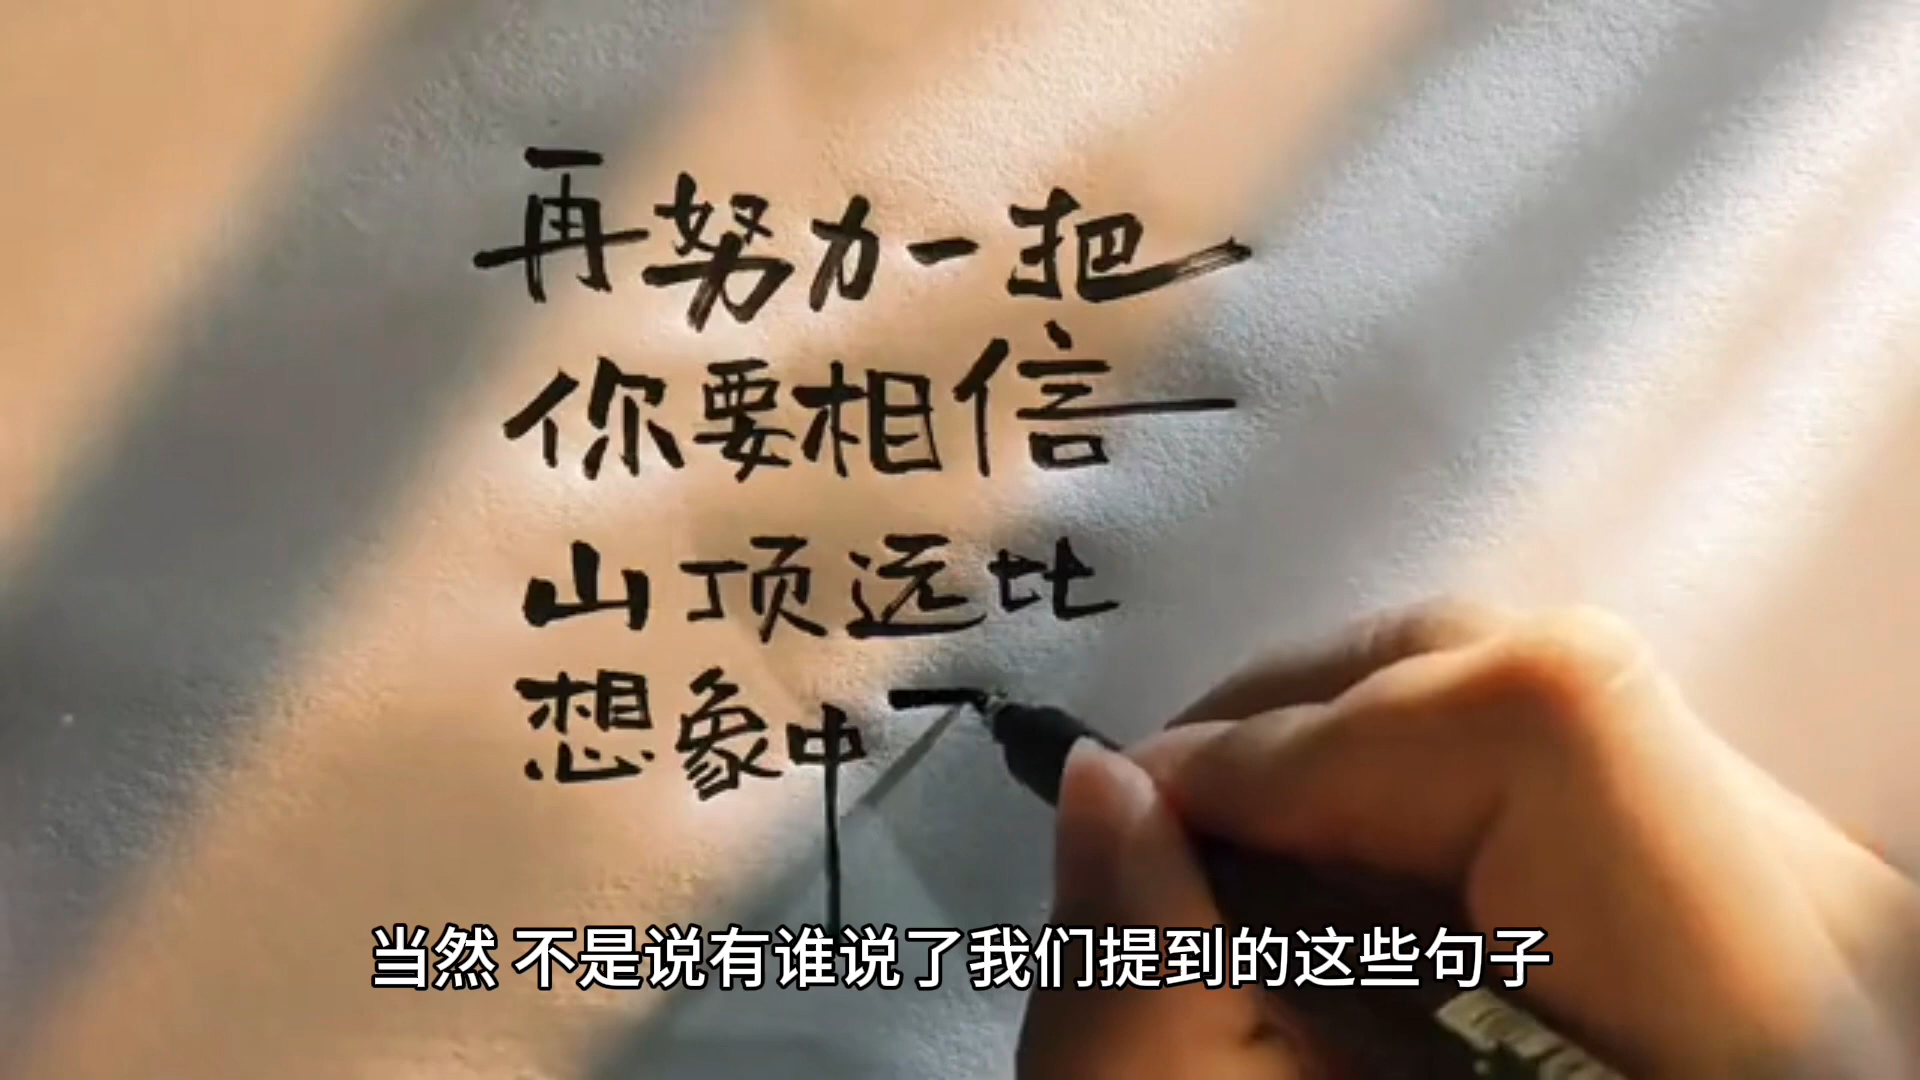 再努力一把
你要相信
山顶远比
想象中
当然 不是说有谁说了我们提到的这些句子